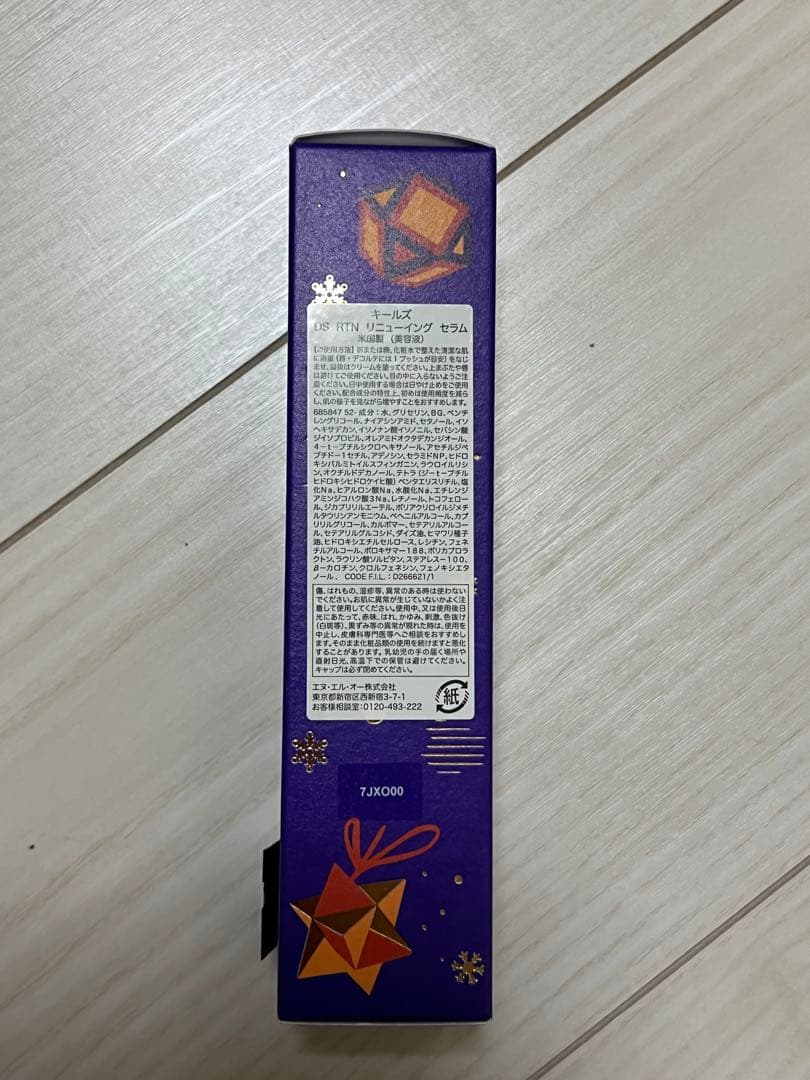 キールズ
DS RTN リニューイング セラム
米国製 (美容液)
【ご使用方法】朝または晩、化粧水で整えた清潔な肌
に適量(首・デコルテには1プッシュが目安)をなじ
ませ、最後はクリームを塗ってください。上まぶたや唇
は避けてご使用ください。目の中に入らないようご注
意ください。日中使用する場合は日やけ止めをご使用
ください。配合成分の特性上、初めは使用頻度を減ら
し、肌の様子を見ながら増やすことをおすすめします。
685847 52-成分:水、グリセリン、BG、ペンチ
レングリコール、ナイアシンアミド、セタノール、イソ
ヘキサデカン、イソノナン酸イソノニル、セバシン酸
ジイソプロピル、オレアミドオクタデカンジオール、
4-t-ブチルシクロヘキサノール、アセチルジペ
プチド-1セチル、アデノシン、セラミドNP、ヒドロ
キシパルミトイルスフィンガニン、ラウロイルリシ
ン、オクチルドデカノール、テトラ(ジ-t-ブチル
ヒドロキシヒドロケイヒ酸)ペンタエリスリチル、塩
化Na、ヒアルロン酸Na、水酸化Na、エチレンジ
アミンジコハク酸3Na、レチノール、トコフェロー
ル、ジカプリリルエーテル、ポリアクリロイルジメチ
ルタウリンアンモニウム、ベヘニルアルコール、カプ
リリルグリコール、カルボマー、セテアリルアルコー
ル、セテアリルグルコシド、ダイズ油、ヒマワリ種子
油、ヒドロキシエチルセルロース、レシチン、フェネ
チルアルコール、ポロキサマー188、ポリカプロラ
クトン、ラウリン酸ソルビタン、ステアレス-100、
β-カロチン、クロルフェネシン、フェノキシエタ
ノール. CODE F.I.L.: D266621/1
傷、はれもの、湿疹等、異常のある時は使わない
でください。お肌に異常が生じていないかよく注
意して使用してください。使用中、又は使用後日
光にあたって、赤味、はれ、かゆみ、刺激、色抜け
(白斑等)、黒ずみ等の異常が現れた時は、使用を
中止し、皮膚科専門医等へご相談をおすすめしま
す。そのまま化粧品類の使用を続けますと悪化
することがあります。乳幼児の手の届く場所や
直射日光、高温下での保管は避けてください。
キャップは必ず閉めてください。
エヌ・エル・オー株式会社
東京都新宿区西新宿3-7-1
お客様相談室:0120-493-222
紙
7JXO00